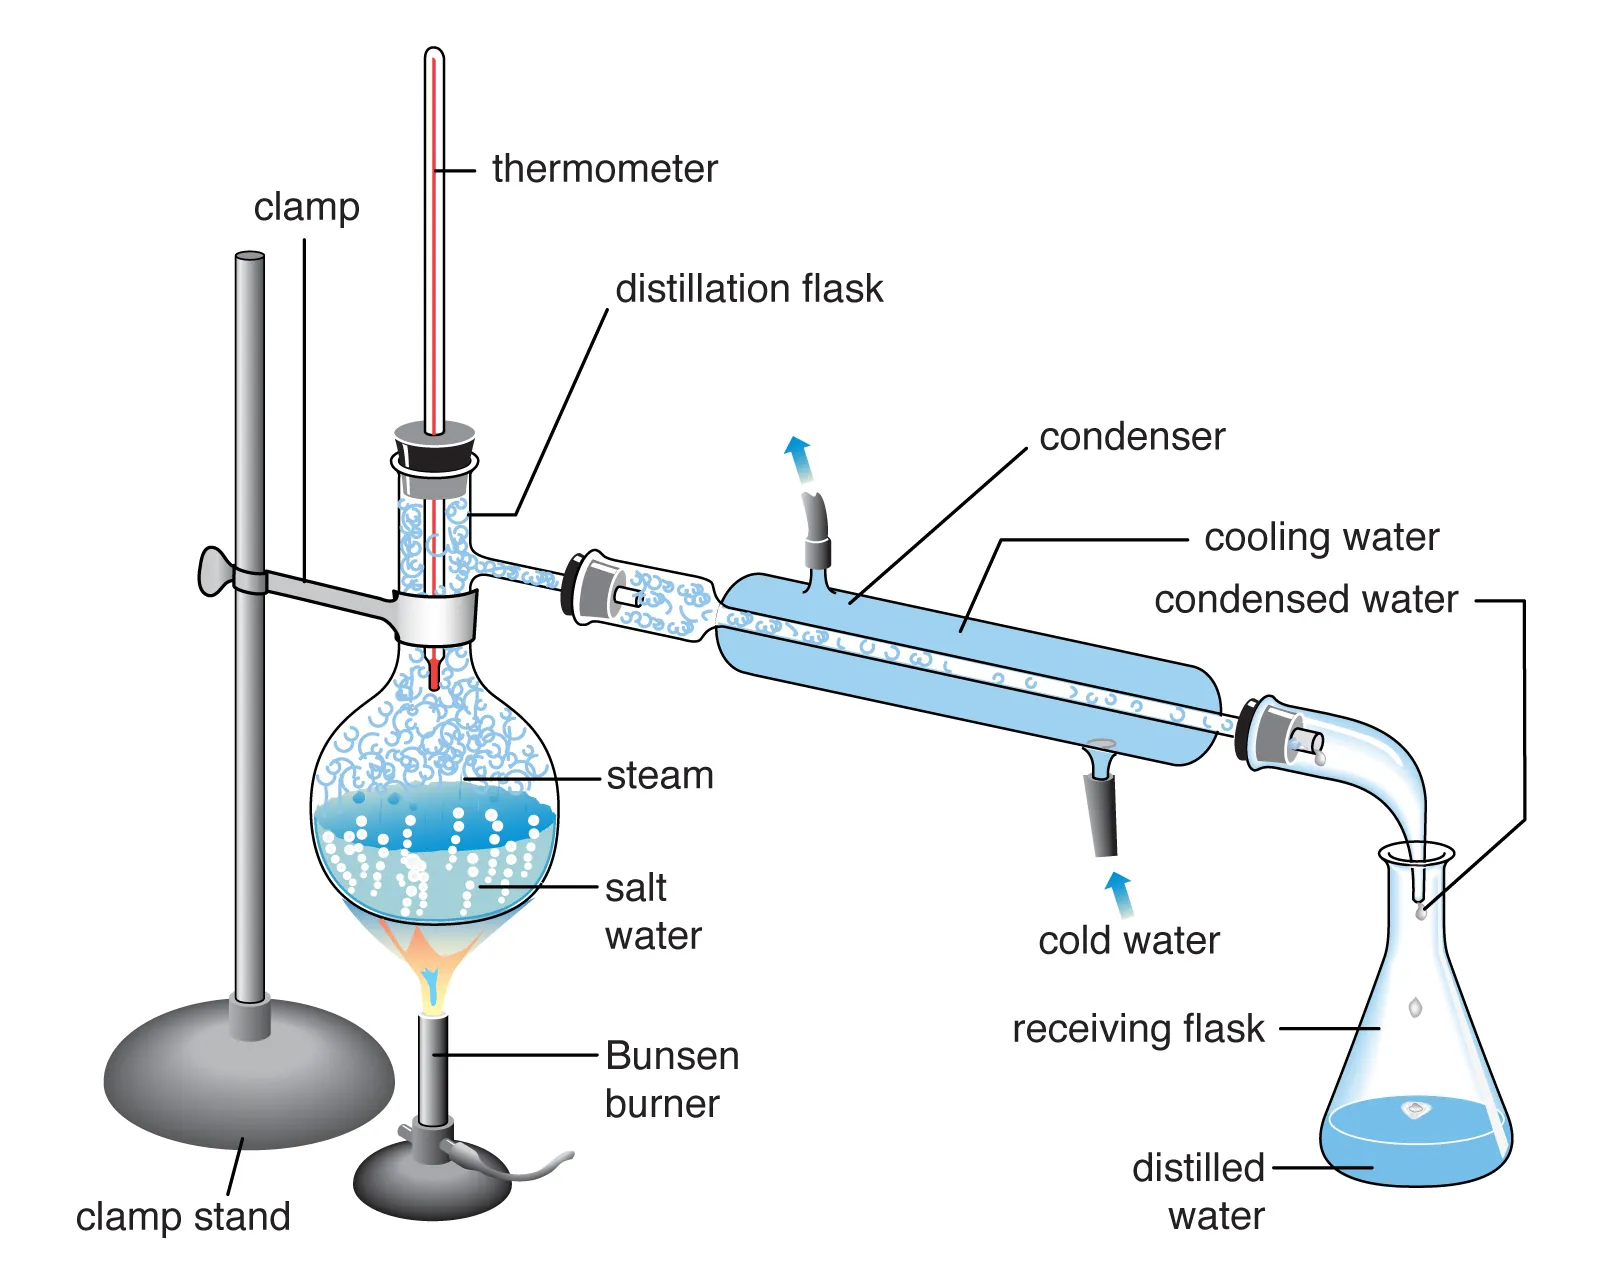 thermometer
clamp
distillation flask
condenser
cooling water
condensed water
steam
salt
water
cold water
receiving flask
Bunsen
burner
distilled
water
clamp stand